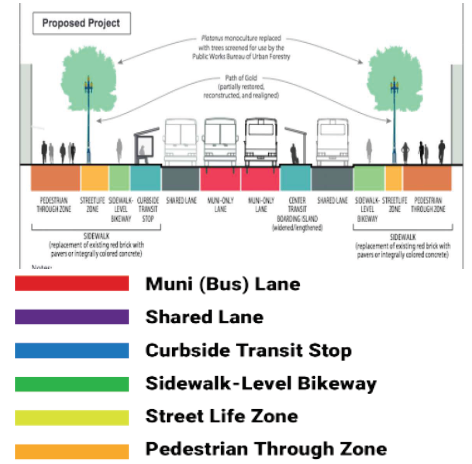 Proposed Project
Platanus monoculture replaced
with trees screened for use by the
Public Works Bureau of Urban Forestry
Path of Gold
(partially restored,
reconstructed, and realigned)
PEDESTRIAN
THROUGH ZONE
STREETLIFE
ZONE
SIDEWALK-
LEVEL
BIKEWAY
CURBSIDE
TRANSIT
STOP
SHARED LANE
MUNI-ONLY
LANE
MUNI-ONLY
LANE
CENTER
TRANSIT
BOARDING ISLAND
(widened/lengthened)
SHARED LANE
SIDEWALK-
LEVEL
BIKEWAY
STREETLIFE
ZONE
PEDESTRIAN
THROUGH ZONE
SIDEWALK
(replacement of existing red brick with
pavers or integrally colored concrete)
SIDEWALK
(replacement of existing red brick with
pavers or integrally colored concrete)
Notes:
Muni (Bus) Lane
Shared Lane
Curbside Transit Stop
Sidewalk-Level Bikeway
Street Life Zone
Pedestrian Through Zone